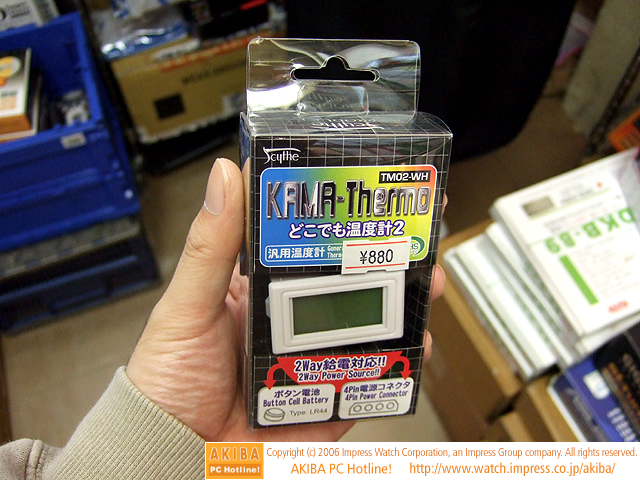 Scythe
TM02-WH
KAMA-Thermo
どこでも温度計2
汎用温度計
¥880
2Way給電対応!!
2Way Power Source!!
ボタン電池
Button Cell Battery
Type: LR44
4Pin電源コネクタ
4Pin Power Connector
DKB-89
AKIBA
PC Hotline!
Copyright (c) 2006 Impress Watch Corporation, an Impress Group company. All rights reserved.
AKIBA PC Hotline! http://www.watch.impress.co.jp/akiba/